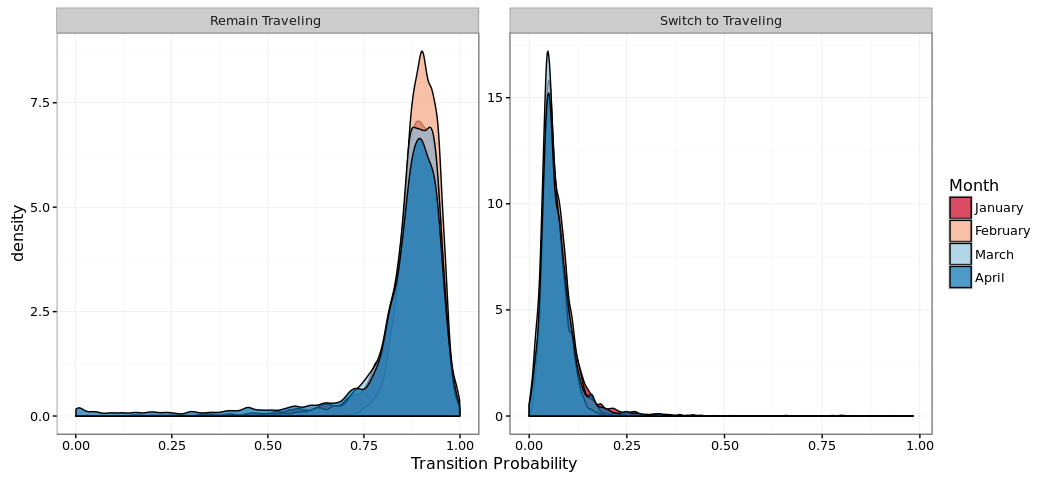 Remain Traveling
Switch to Traveling
density
7.5
5.0
2.5
0.0
15
10
5
0
0.00 0.25 0.50 0.75 1.00
0.00 0.25 0.50 0.75 1.00
Transition Probability
Month
January
February
March
April